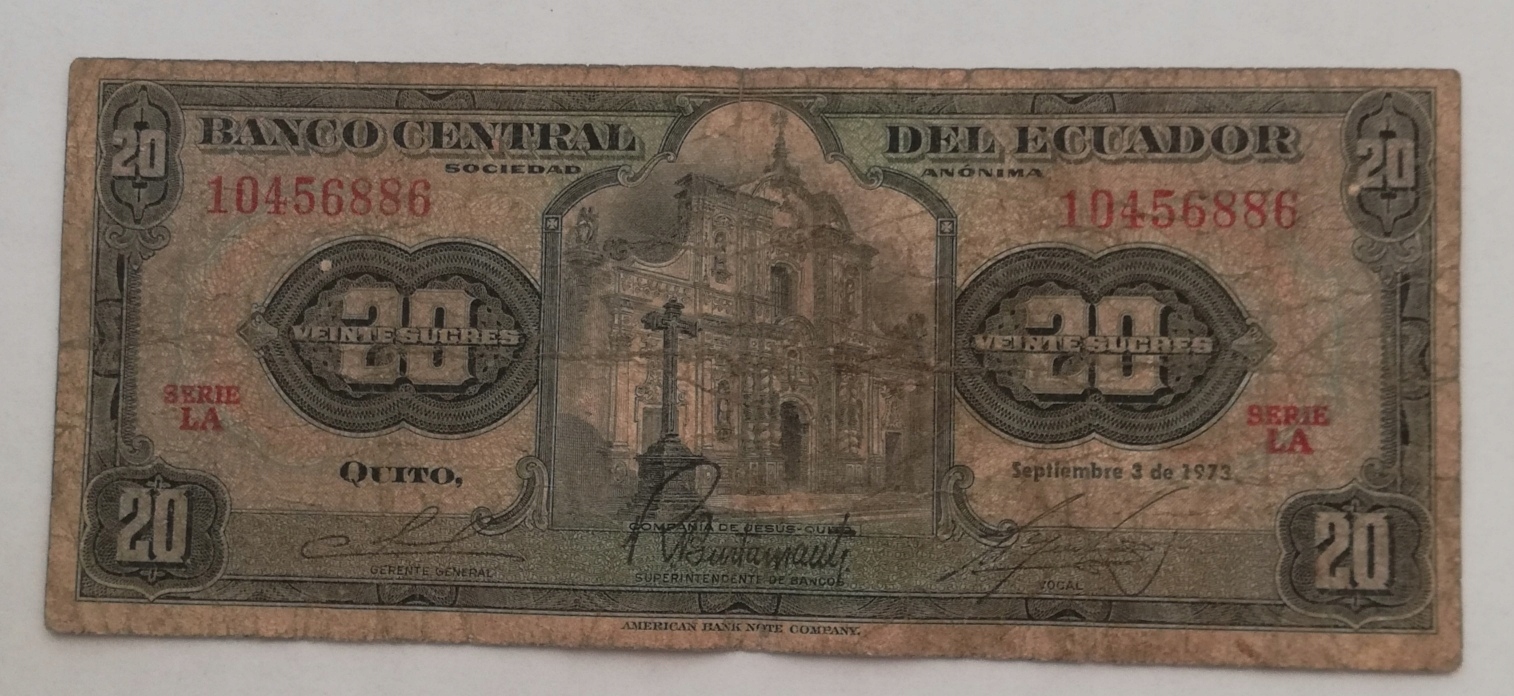 20 BANCO CENTRAL DEL ECUADOR 20
SOCIEDAD ANÓNIMA
10456886 10456886
20 20
VEINTE SUCRES VEINTE SUCRES
SERIE LA SERIE LA
QUITO, Septiembre 3 de 1973
20 COMPAÑIA DE JESÚS-QUITO 20
GERENTE GENERAL SUPERINTENDENTE DE BANCOS VOCAL
AMERICAN BANK NOTE COMPANY.